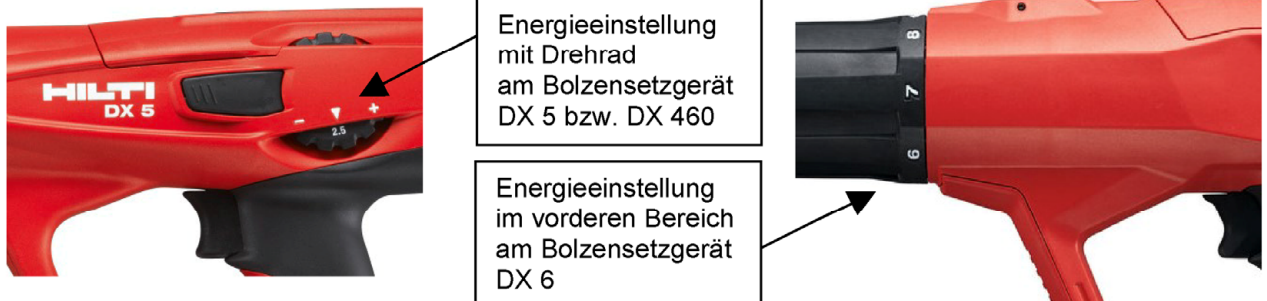 HILTI
DX 5
–
+
2.5
Energieeinstellung
mit Drehrad
am Bolzensetzgerät
DX 5 bzw. DX 460
Energieeinstellung
im vorderen Bereich
am Bolzensetzgerät
DX 6
8
7
6